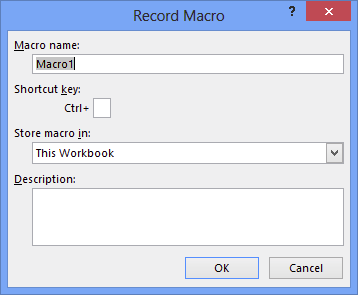 Record Macro
?
Macro name:
Macro1
Shortcut key:
Ctrl+
Store macro in:
This Workbook
Description:
OK Cancel